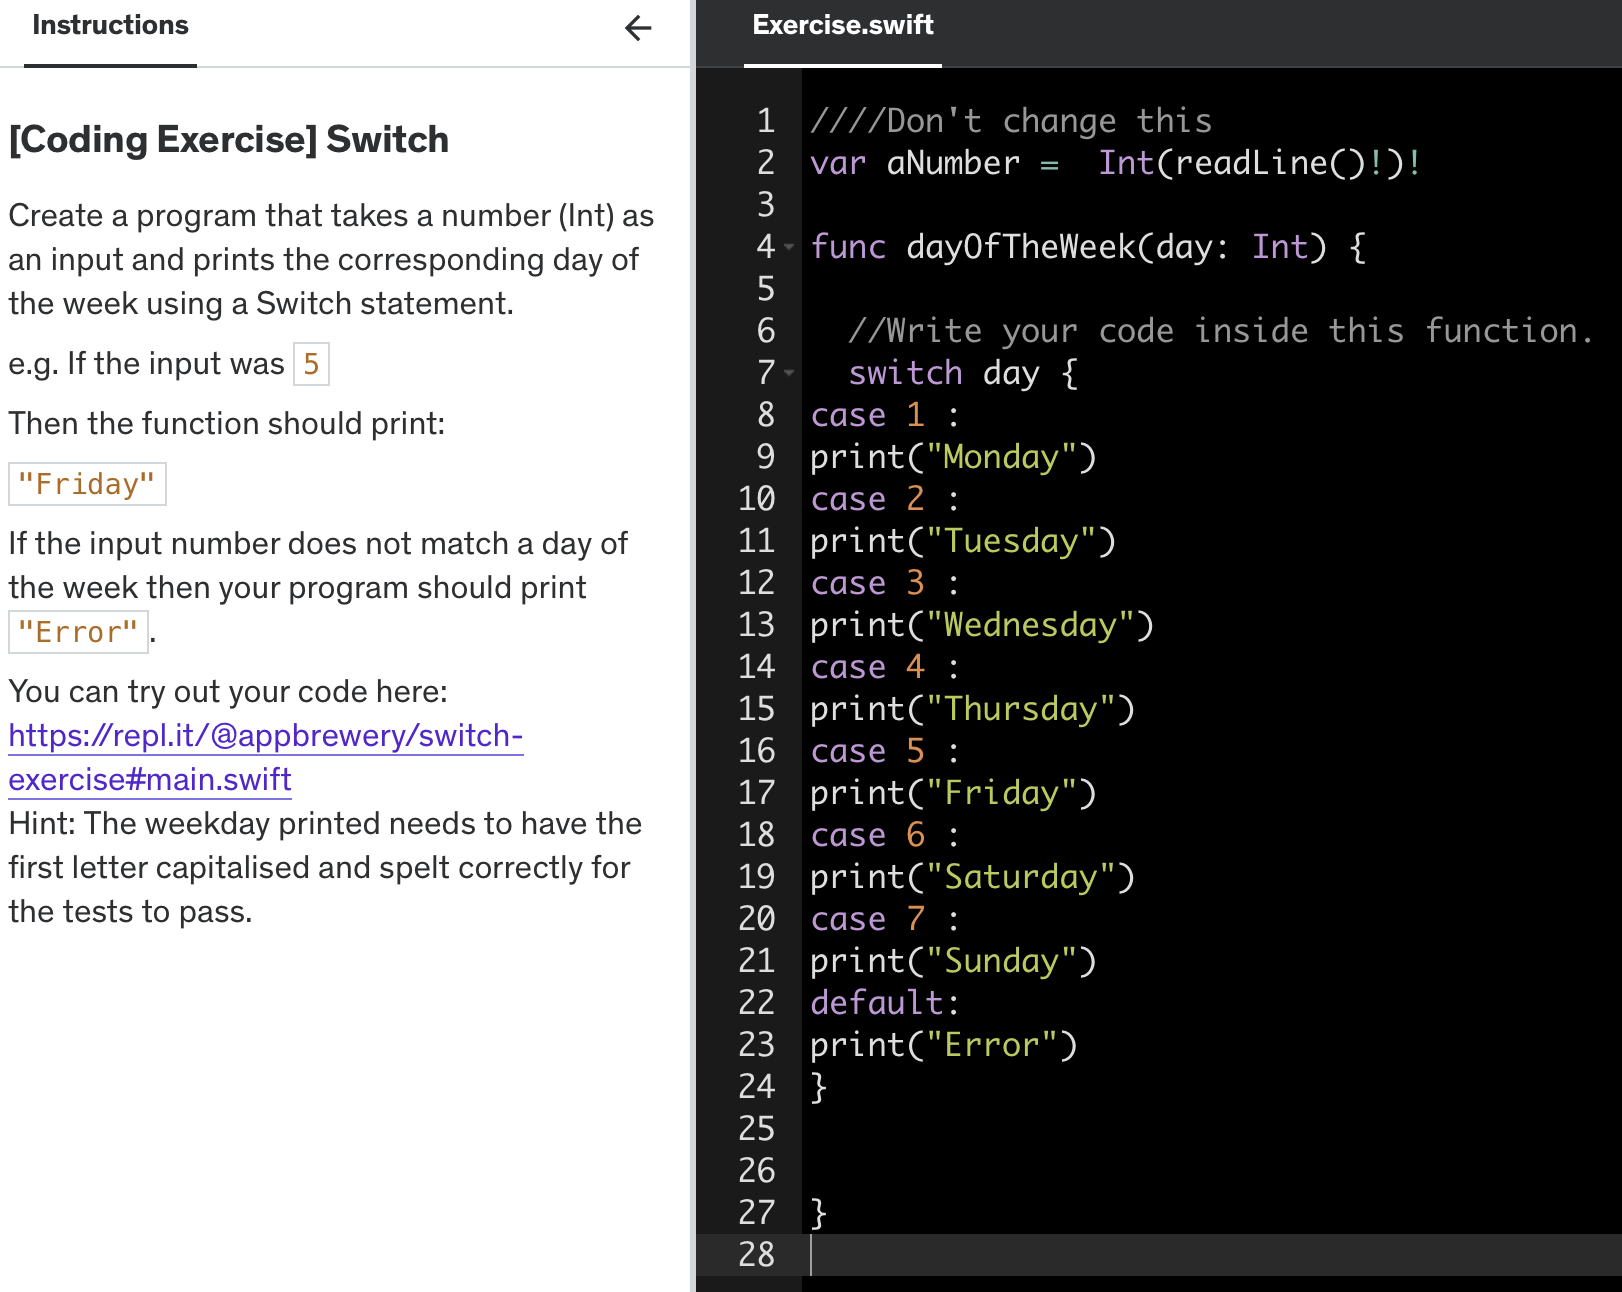 Instructions
←
[Coding Exercise] Switch
Create a program that takes a number (Int) as
an input and prints the corresponding day of
the week using a Switch statement.
e.g. If the input was 5
Then the function should print:
"Friday"
If the input number does not match a day of
the week then your program should print
"Error".
You can try out your code here:
https://repl.it/@appbrewery/switch-
exercise#main.swift
Hint: The weekday printed needs to have the
first letter capitalised and spelt correctly for
the tests to pass.
Exercise.swift
1 ////Don't change this
2 var aNumber =  Int(readLine()!)!
3
4 func dayOfTheWeek(day: Int) {
5
6   //Write your code inside this function.
7   switch day {
8 case 1 :
9 print("Monday")
10 case 2 :
11 print("Tuesday")
12 case 3 :
13 print("Wednesday")
14 case 4 :
15 print("Thursday")
16 case 5 :
17 print("Friday")
18 case 6 :
19 print("Saturday")
20 case 7 :
21 print("Sunday")
22 default:
23 print("Error")
24 }
25
26
27 }
28